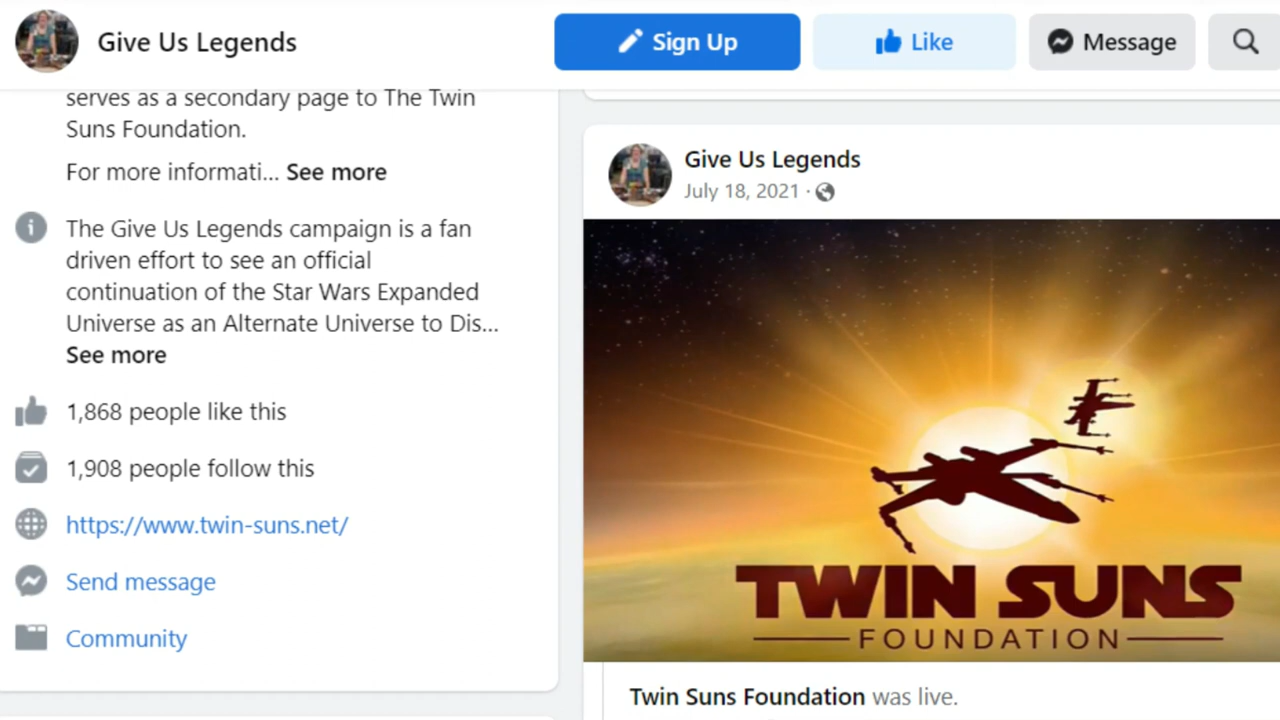 Give Us Legends
Sign Up
Like
Message
serves as a secondary page to The Twin
Suns Foundation.
For more informati... See more
The Give Us Legends campaign is a fan
driven effort to see an official
continuation of the Star Wars Expanded
Universe as an Alternate Universe to Dis...
See more
1,868 people like this
1,908 people follow this
https://www.twin-suns.net/
Send message
Community
Give Us Legends
July 18, 2021 ·
TWIN SUNS
FOUNDATION
Twin Suns Foundation was live.